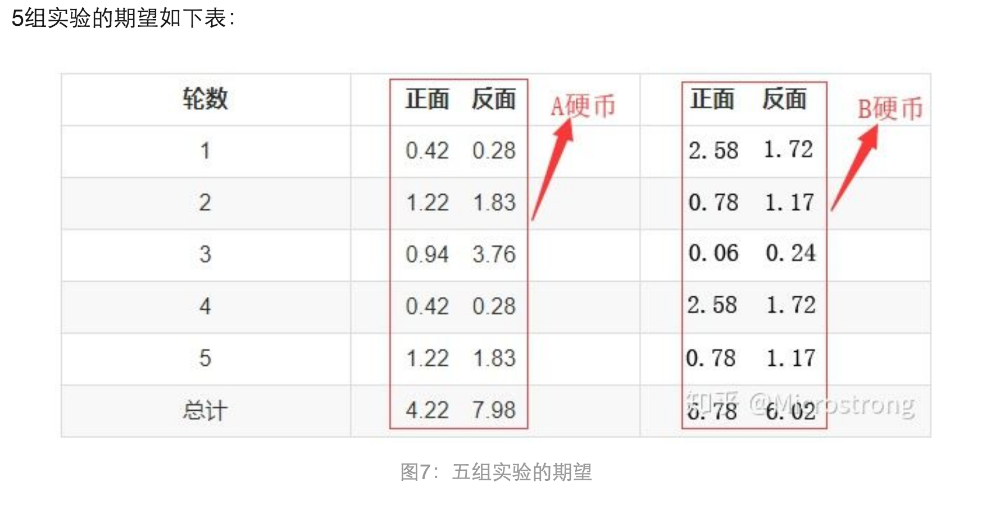 5组实验的期望如下表：
轮数 正面 反面 A硬币 正面 反面 B硬币
1 0.42 0.28 2.58 1.72
2 1.22 1.83 0.78 1.17
3 0.94 3.76 0.06 0.24
4 0.42 0.28 2.58 1.72
5 1.22 1.83 0.78 1.17
总计 4.22 7.98 6.78 6.02
知乎 @Microstrong
图7：五组实验的期望